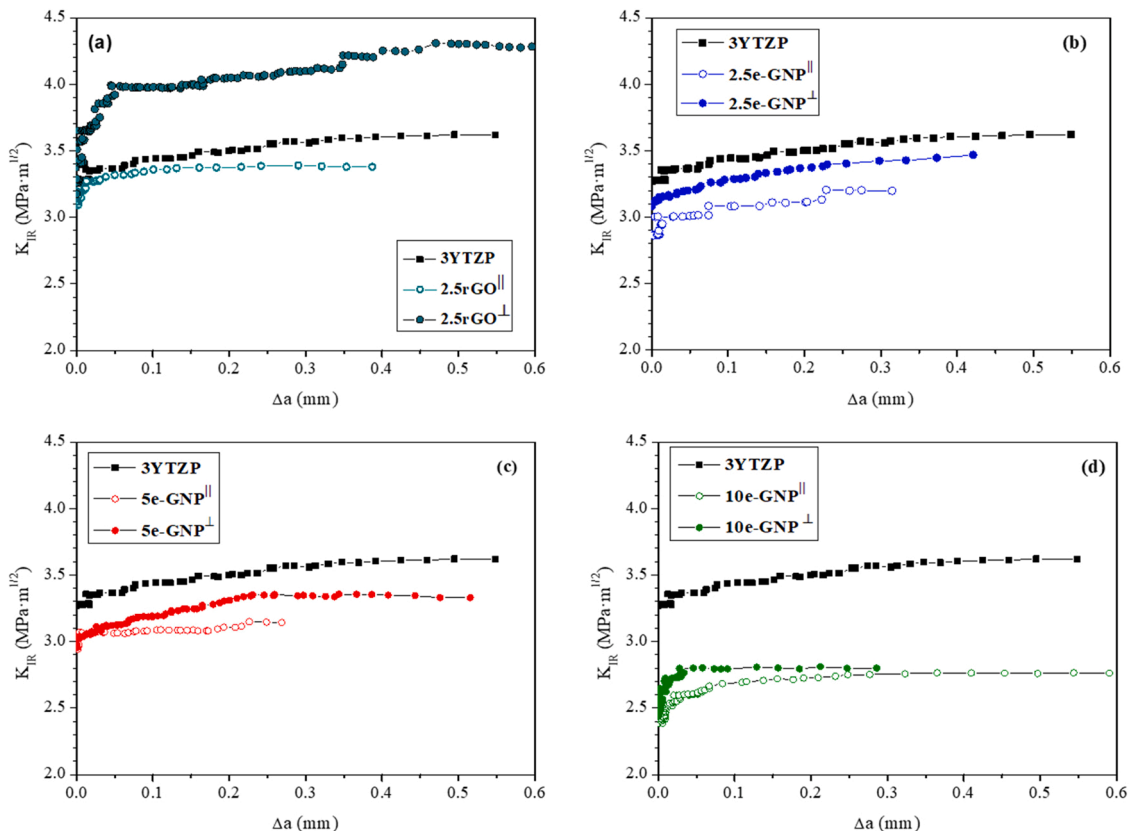 (a)
4.5
4.0
3.5
3.0
2.5
2.0
K_IR (MPa·m^1/2)
3YTZP
2.5rGO^||
2.5rGO^⊥
0.0 0.1 0.2 0.3 0.4 0.5 0.6
Δa (mm)
(b)
4.5
4.0
3.5
3.0
2.5
2.0
K_IR (MPa·m^1/2)
3YTZP
2.5e-GNP^||
2.5e-GNP^⊥
0.0 0.1 0.2 0.3 0.4 0.5 0.6
Δa (mm)
(c)
4.5
4.0
3.5
3.0
2.5
2.0
K_IR (MPa·m^1/2)
3YTZP
5e-GNP^||
5e-GNP^⊥
0.0 0.1 0.2 0.3 0.4 0.5 0.6
Δa (mm)
(d)
4.5
4.0
3.5
3.0
2.5
2.0
K_IR (MPa·m^1/2)
3YTZP
10e-GNP^||
10e-GNP^⊥
0.0 0.1 0.2 0.3 0.4 0.5 0.6
Δa (mm)